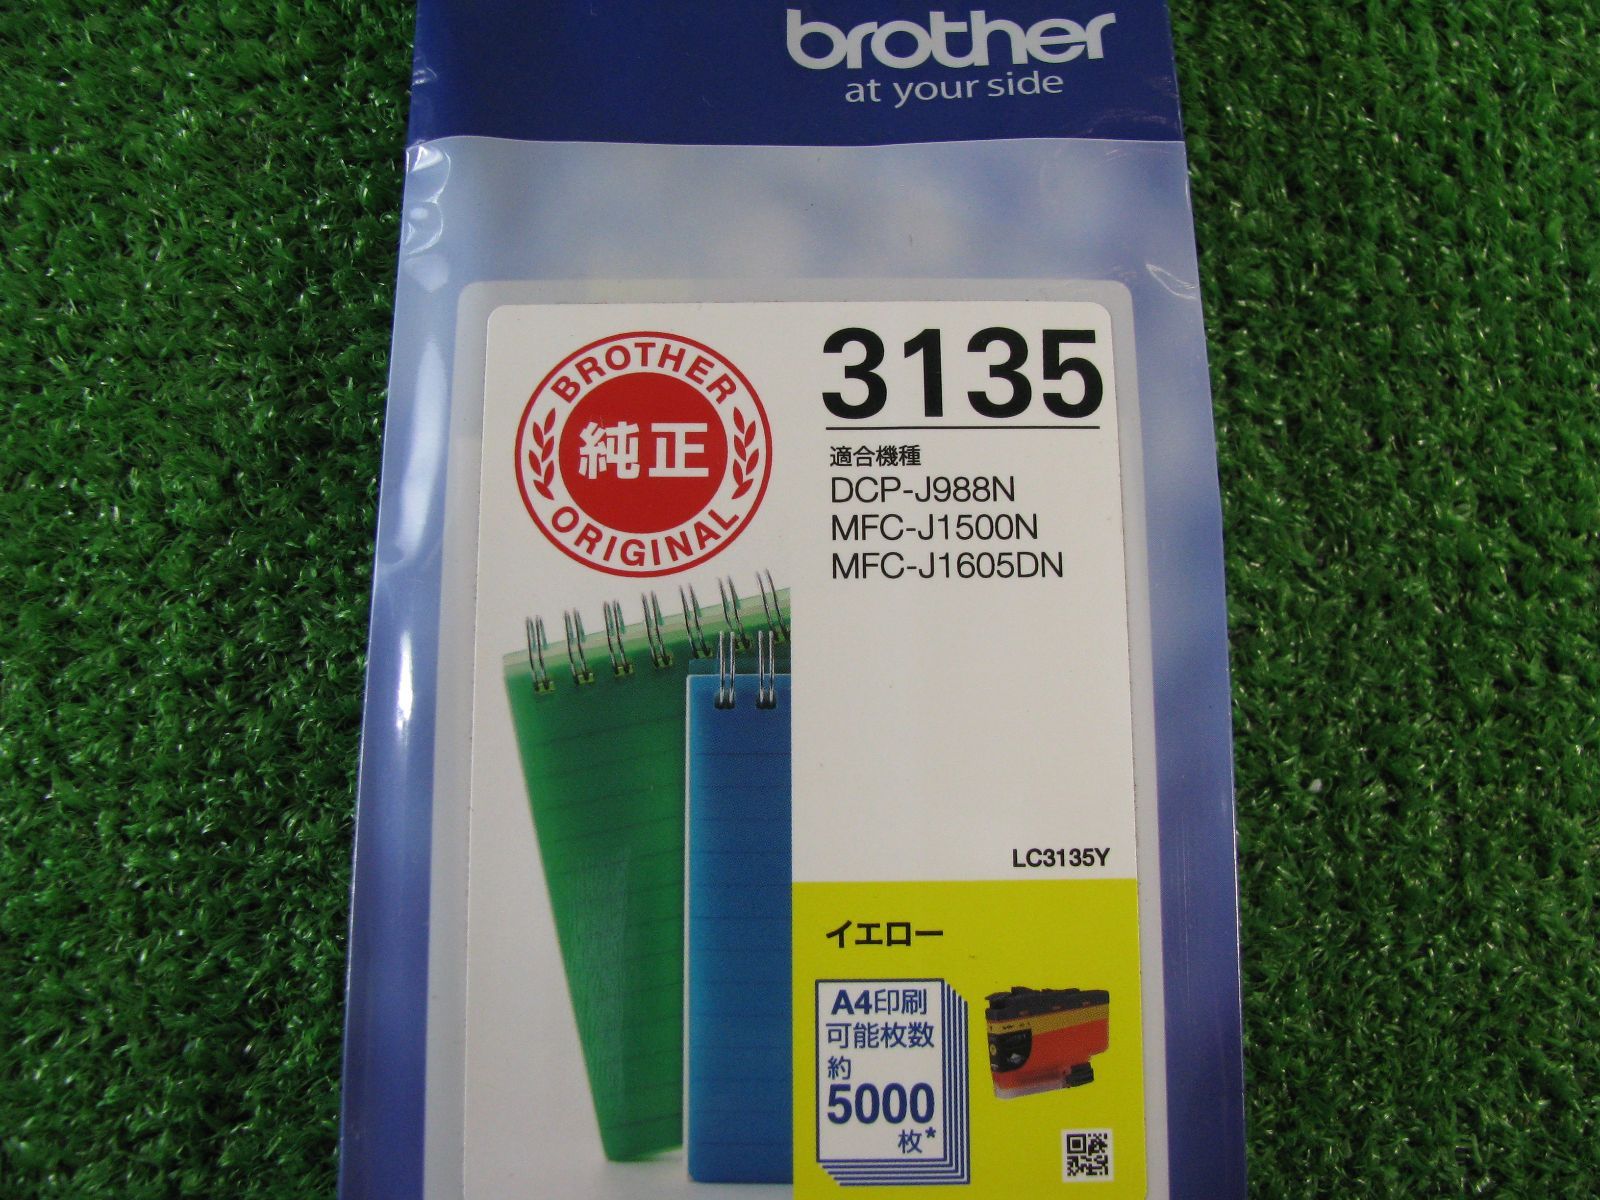 brother
at your side
BROTHER
純正
ORIGINAL
3135
適合機種
DCP-J988N
MFC-J1500N
MFC-J1605DN
LC3135Y
イエロー
A4印刷
可能枚数
約
5000
枚*